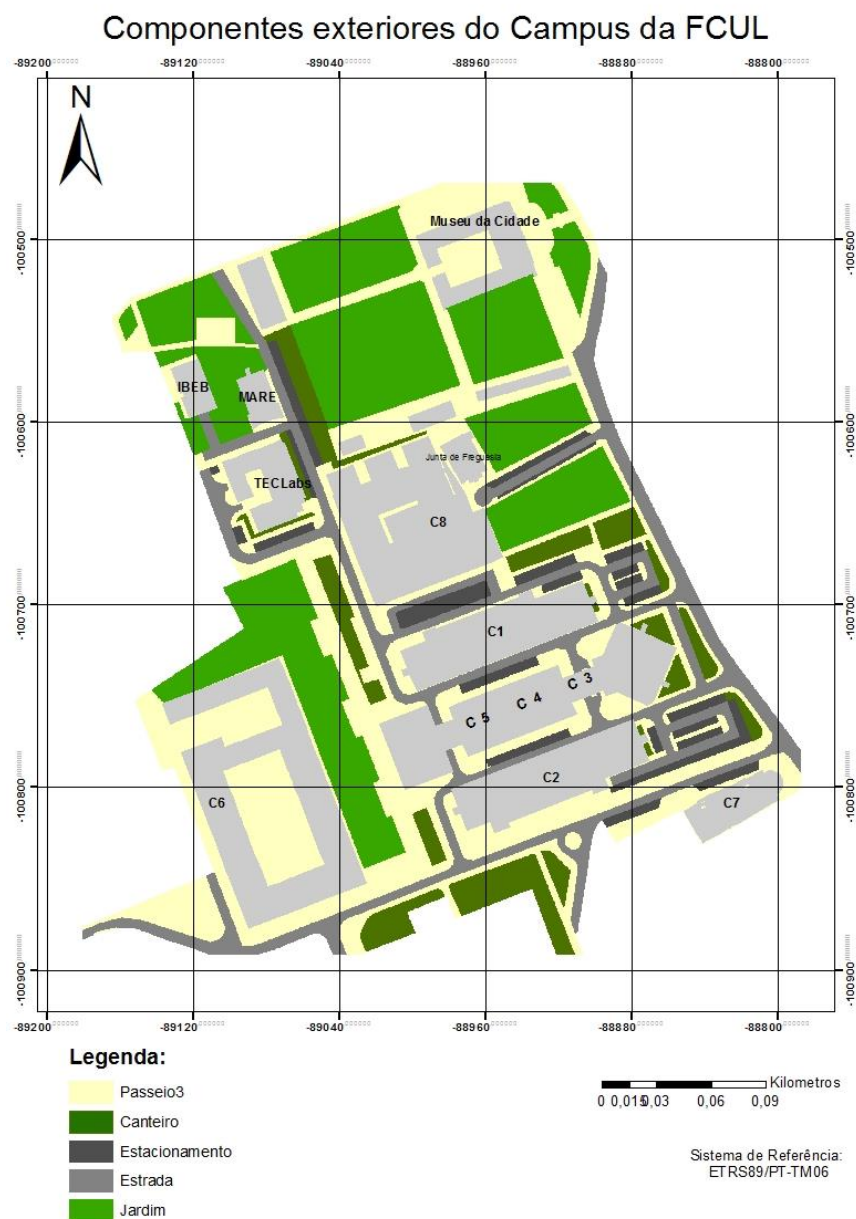 Componentes exteriores do Campus da FCUL
-89200 -89120 -89040 -88960 -88880 -88800
N
Museu da Cidade
-100500 -100500
IBEB
MARE
-100600 -100600
Junta de Freguesia
TECLabs
C8
-100700 -100700
C1
C 3
C 4
C 5
C2
-100800 -100800
C6
C7
-100900 -100900
-89200 -89120 -89040 -88960 -88880 -88800
Legenda:
Passeio3
Canteiro
Estacionamento
Estrada
Jardim
Kilometros
0 0,015 0,03 0,06 0,09
Sistema de Referência:
ETRS89/PT-TM06